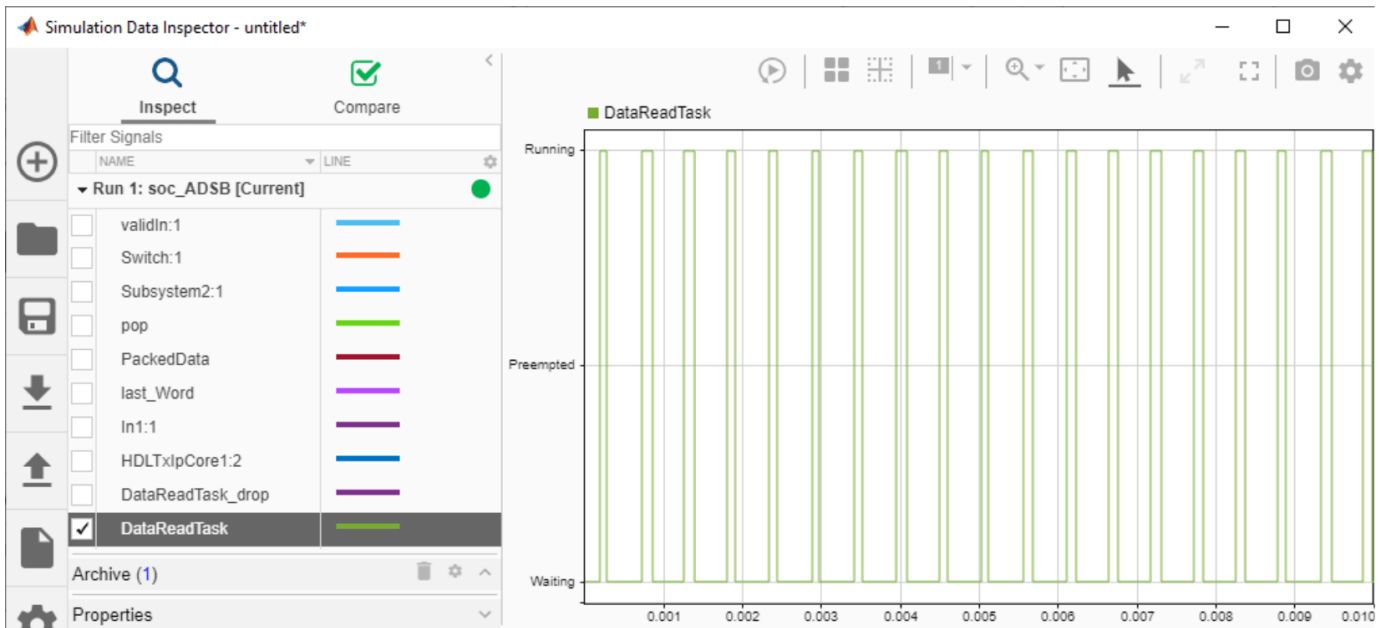 Simulation Data Inspector - untitled*
Inspect
Compare
Filter Signals
NAME
LINE
Run 1: soc_ADSB [Current]
validIn:1
Switch:1
Subsystem2:1
pop
PackedData
last_Word
In1:1
HDLTxIpCore1:2
DataReadTask_drop
DataReadTask
Archive (1)
Properties
1
DataReadTask
Running
Preempted
Waiting
0.001 0.002 0.003 0.004 0.005 0.006 0.007 0.008 0.009 0.010